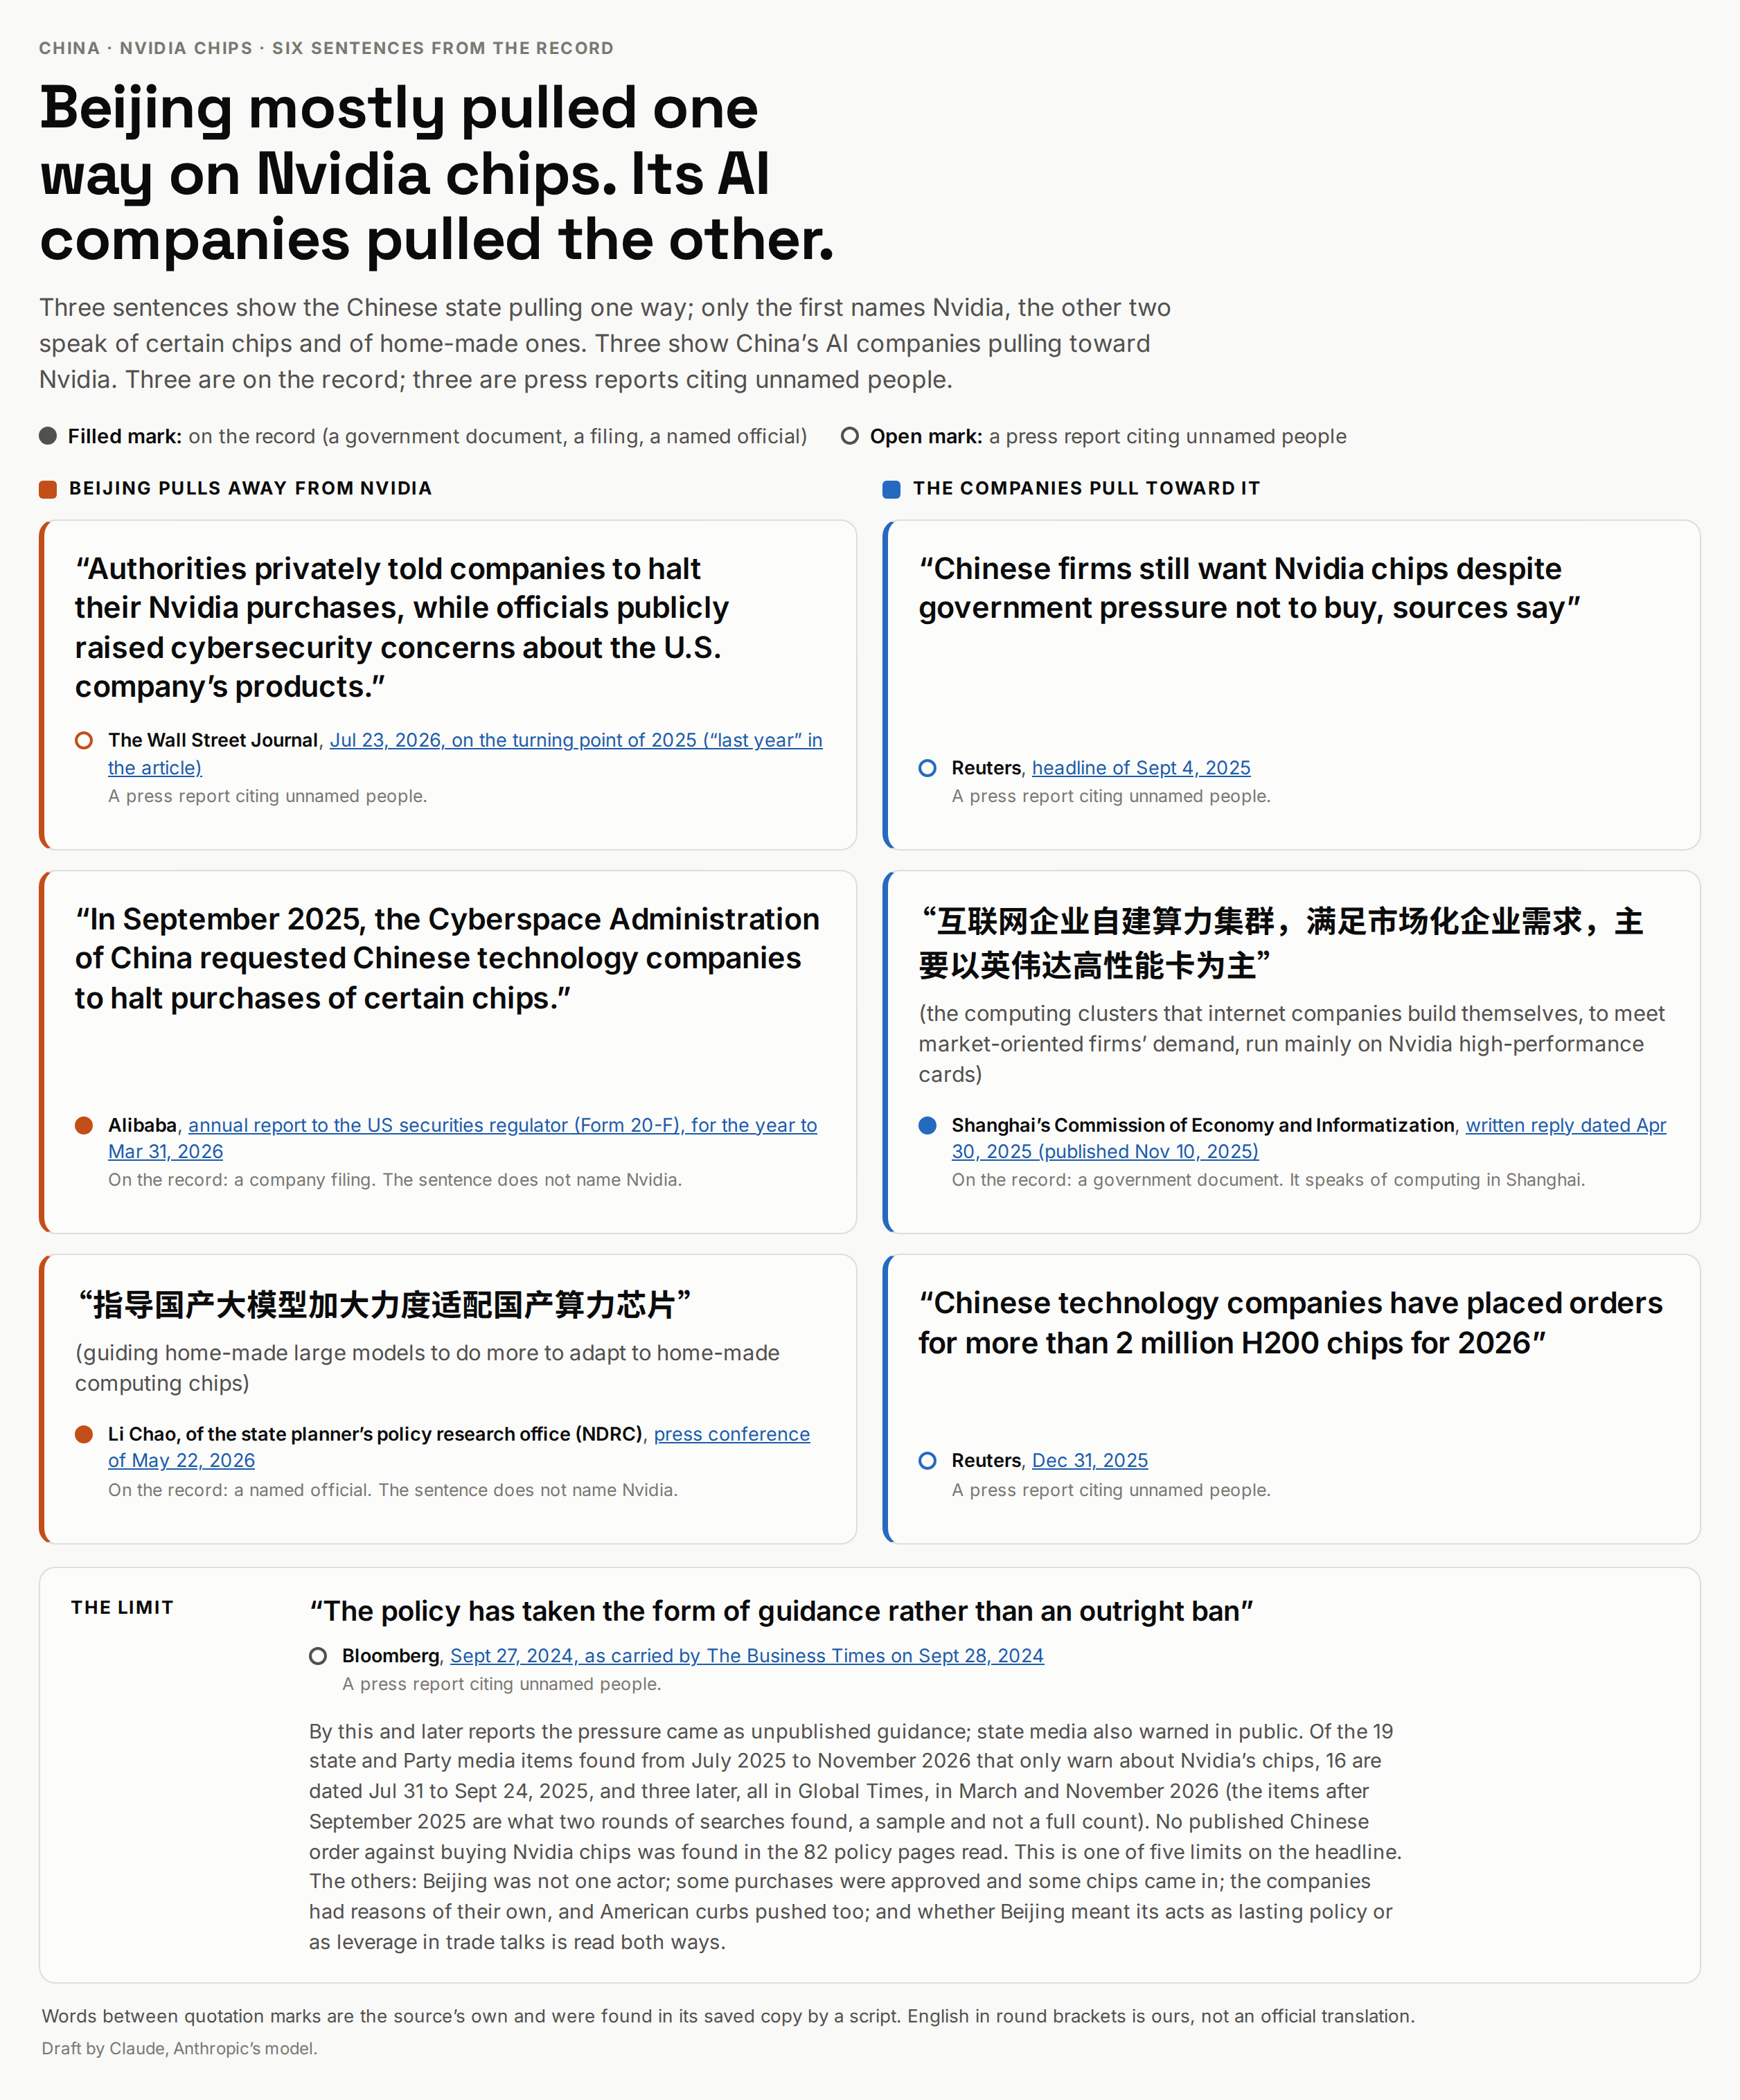 CHINA · NVIDIA CHIPS · SIX SENTENCES FROM THE RECORD
Beijing mostly pulled one
way on Nvidia chips. Its AI
companies pulled the other.
Three sentences show the Chinese state pulling one way; only the first names Nvidia, the other two
speak of certain chips and of home-made ones. Three show China’s AI companies pulling toward
Nvidia. Three are on the record; three are press reports citing unnamed people.
Filled mark: on the record (a government document, a filing, a named official)
Open mark: a press report citing unnamed people
BEIJING PULLS AWAY FROM NVIDIA
THE COMPANIES PULL TOWARD IT
“Authorities privately told companies to halt
their Nvidia purchases, while officials publicly
raised cybersecurity concerns about the U.S.
company’s products.”
The Wall Street Journal, Jul 23, 2026, on the turning point of 2025 (“last year” in
the article)
A press report citing unnamed people.
“Chinese firms still want Nvidia chips despite
government pressure not to buy, sources say”
Reuters, headline of Sept 4, 2025
A press report citing unnamed people.
“In September 2025, the Cyberspace Administration
of China requested Chinese technology companies
to halt purchases of certain chips.”
Alibaba, annual report to the US securities regulator (Form 20-F), for the year to
Mar 31, 2026
On the record: a company filing. The sentence does not name Nvidia.
“互联网企业自建算力集群，满足市场化企业需求，主
要以英伟达高性能卡为主”
(the computing clusters that internet companies build themselves, to meet
market-oriented firms’ demand, run mainly on Nvidia high-performance
cards)
Shanghai’s Commission of Economy and Informatization, written reply dated Apr
30, 2025 (published Nov 10, 2025)
On the record: a government document. It speaks of computing in Shanghai.
“指导国产大模型加大力度适配国产算力芯片”
(guiding home-made large models to do more to adapt to home-made
computing chips)
Li Chao, of the state planner’s policy research office (NDRC), press conference
of May 22, 2026
On the record: a named official. The sentence does not name Nvidia.
“Chinese technology companies have placed orders
for more than 2 million H200 chips for 2026”
Reuters, Dec 31, 2025
A press report citing unnamed people.
THE LIMIT
“The policy has taken the form of guidance rather than an outright ban”
Bloomberg, Sept 27, 2024, as carried by The Business Times on Sept 28, 2024
A press report citing unnamed people.
By this and later reports the pressure came as unpublished guidance; state media also warned in public. Of the 19
state and Party media items found from July 2025 to November 2026 that only warn about Nvidia’s chips, 16 are
dated Jul 31 to Sept 24, 2025, and three later, all in Global Times, in March and November 2026 (the items after
September 2025 are what two rounds of searches found, a sample and not a full count). No published Chinese
order against buying Nvidia chips was found in the 82 policy pages read. This is one of five limits on the headline.
The others: Beijing was not one actor; some purchases were approved and some chips came in; the companies
had reasons of their own, and American curbs pushed too; and whether Beijing meant its acts as lasting policy or
as leverage in trade talks is read both ways.
Words between quotation marks are the source’s own and were found in its saved copy by a script. English in round brackets is ours, not an official translation.
Draft by Claude, Anthropic’s model.